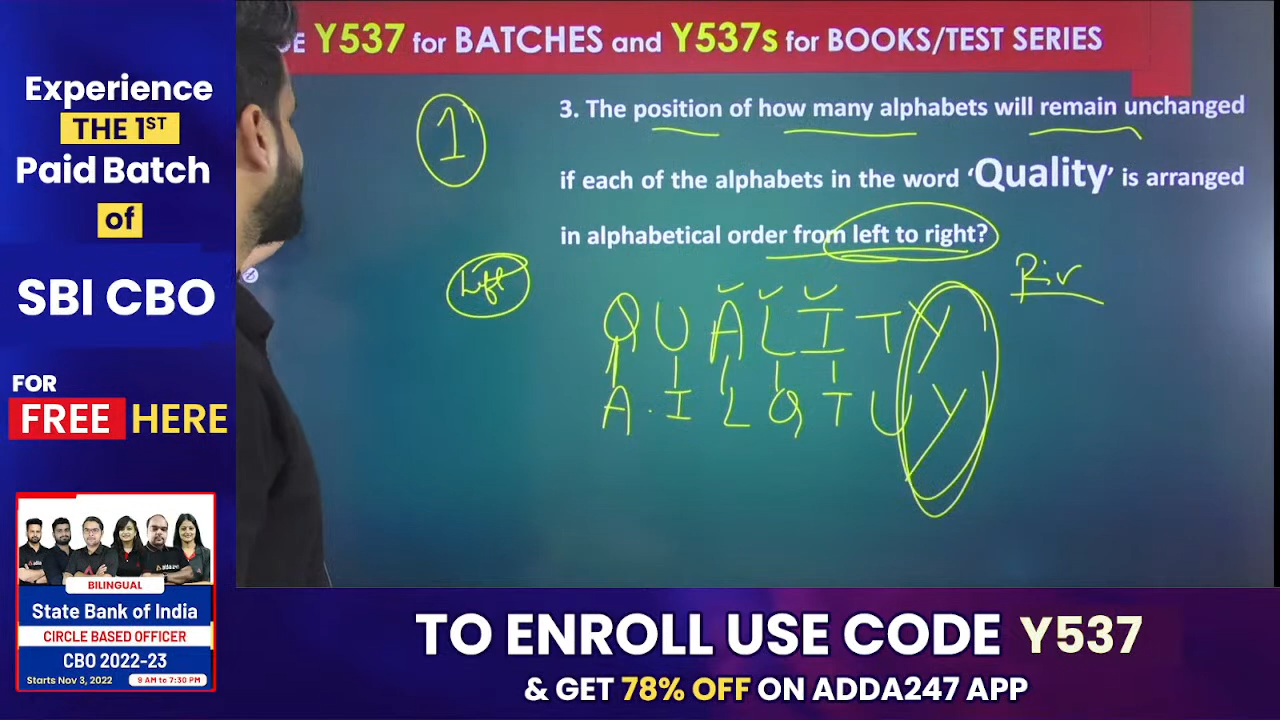 Experience
THE 1ST
Paid Batch
of
SBI CBO
FOR
FREE HERE
BILINGUAL
State Bank of India
CIRCLE BASED OFFICER
CBO 2022-23
Starts Nov 3, 2022 9 AM to 7:30 PM
E Y537 for BATCHES and Y537s for BOOKS/TEST SERIES
1
3. The position of how many alphabets will remain unchanged
if each of the alphabets in the word ‘Quality’ is arranged
in alphabetical order from left to right?
Left
Q U A L I T Y
A I L Q T U Y
TO ENROLL USE CODE Y537
& GET 78% OFF ON ADDA247 APP